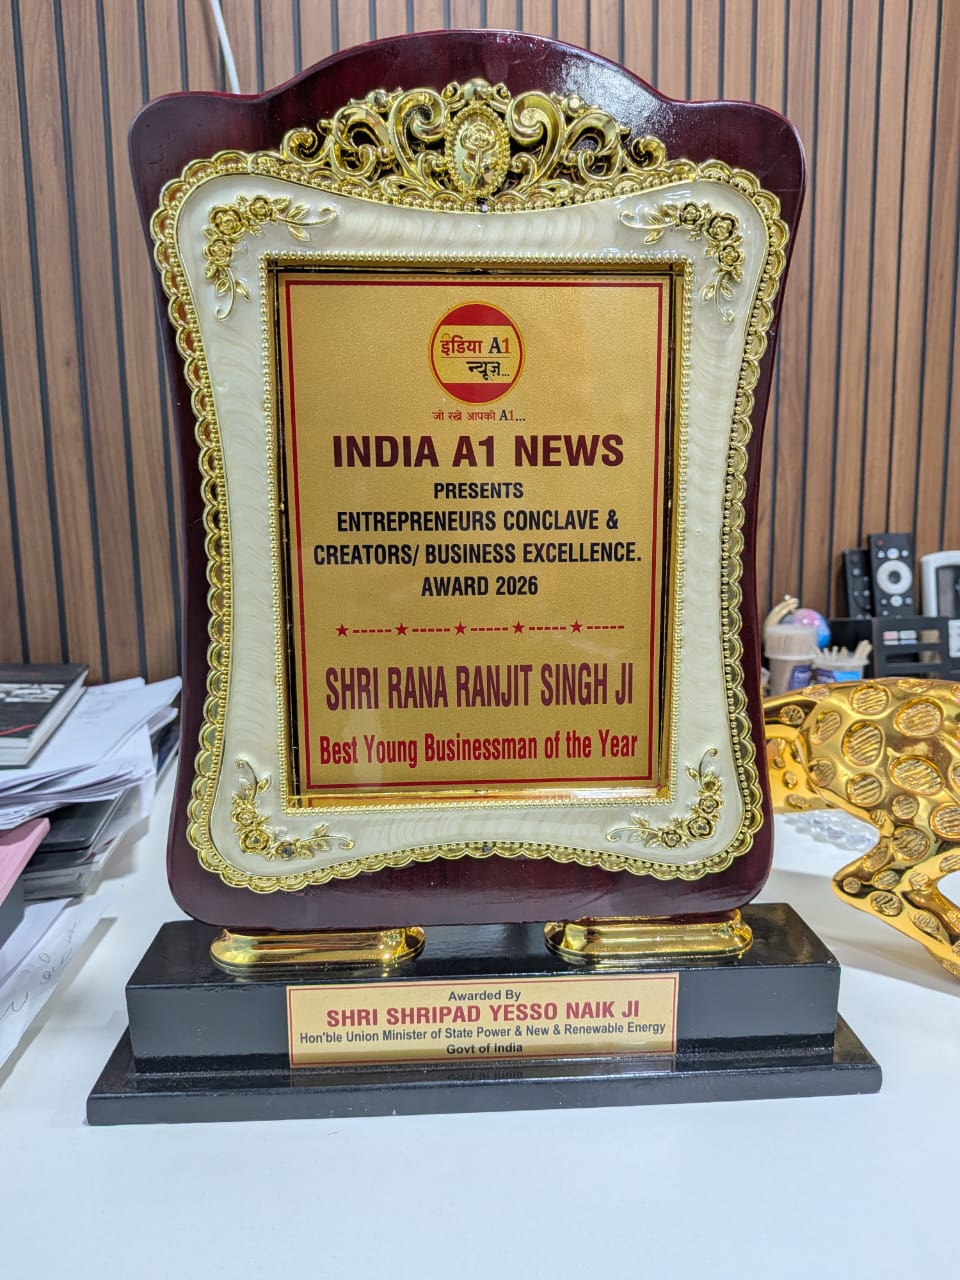 इंडिया A1
न्यूज़...
जो रखे आपको A1...
INDIA A1 NEWS
PRESENTS
ENTREPRENEURS CONCLAVE &
CREATORS/ BUSINESS EXCELLENCE.
AWARD 2026
SHRI RANA RANJIT SINGH JI
Best Young Businessman of the Year
Awarded By
SHRI SHRIPAD YESSO NAIK JI
Hon'ble Union Minister of State Power & New & Renewable Energy
Govt of India